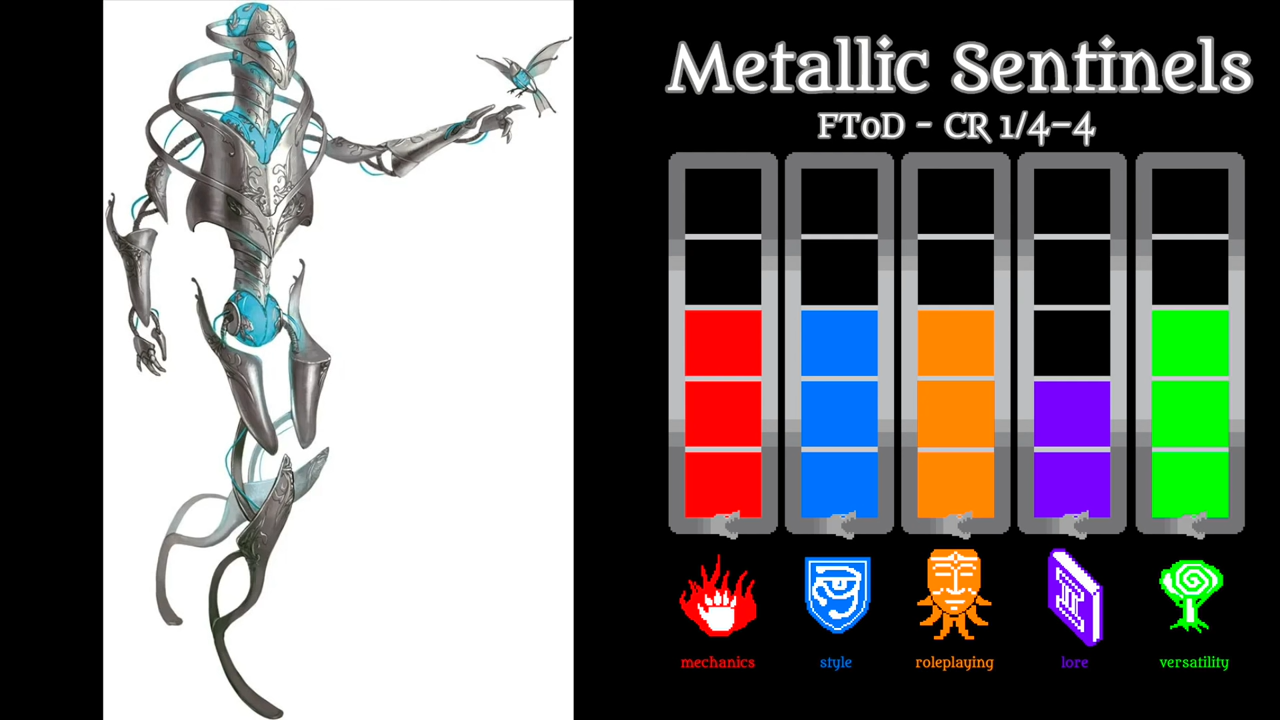 Metallic Sentinels
FToD - CR 1/4-4
mechanics
style
roleplaying
lore
versatility